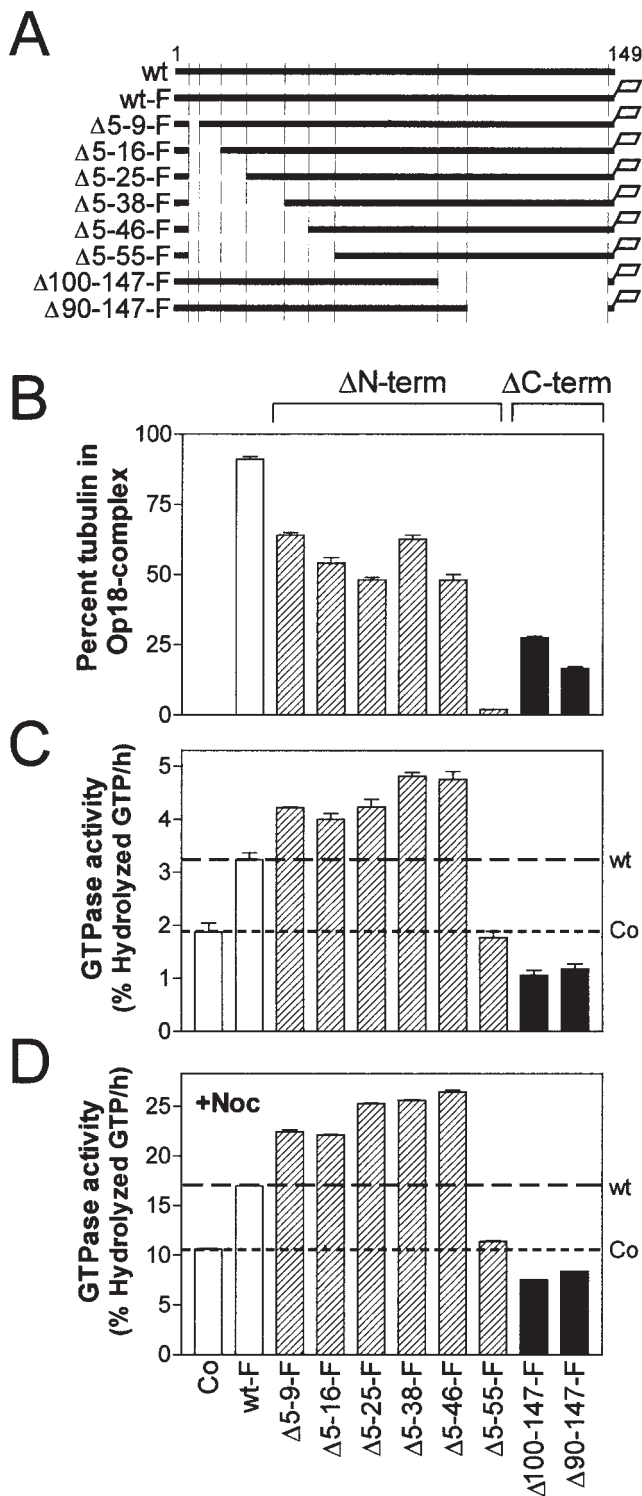 A
1 149
wt
wt-F
Δ5-9-F
Δ5-16-F
Δ5-25-F
Δ5-38-F
Δ5-46-F
Δ5-55-F
Δ100-147-F
Δ90-147-F
B
ΔN-term ΔC-term
Percent tubulin in
Op18-complex
100
75
50
25
0
C
GTPase activity
(% Hydrolyzed GTP/h)
5
4
3
2
1
0
wt
Co
D
GTPase activity
(% Hydrolyzed GTP/h)
+Noc
25
20
15
10
5
0
wt
Co
Co
wt-F
Δ5-9-F
Δ5-16-F
Δ5-25-F
Δ5-38-F
Δ5-46-F
Δ5-55-F
Δ100-147-F
Δ90-147-F